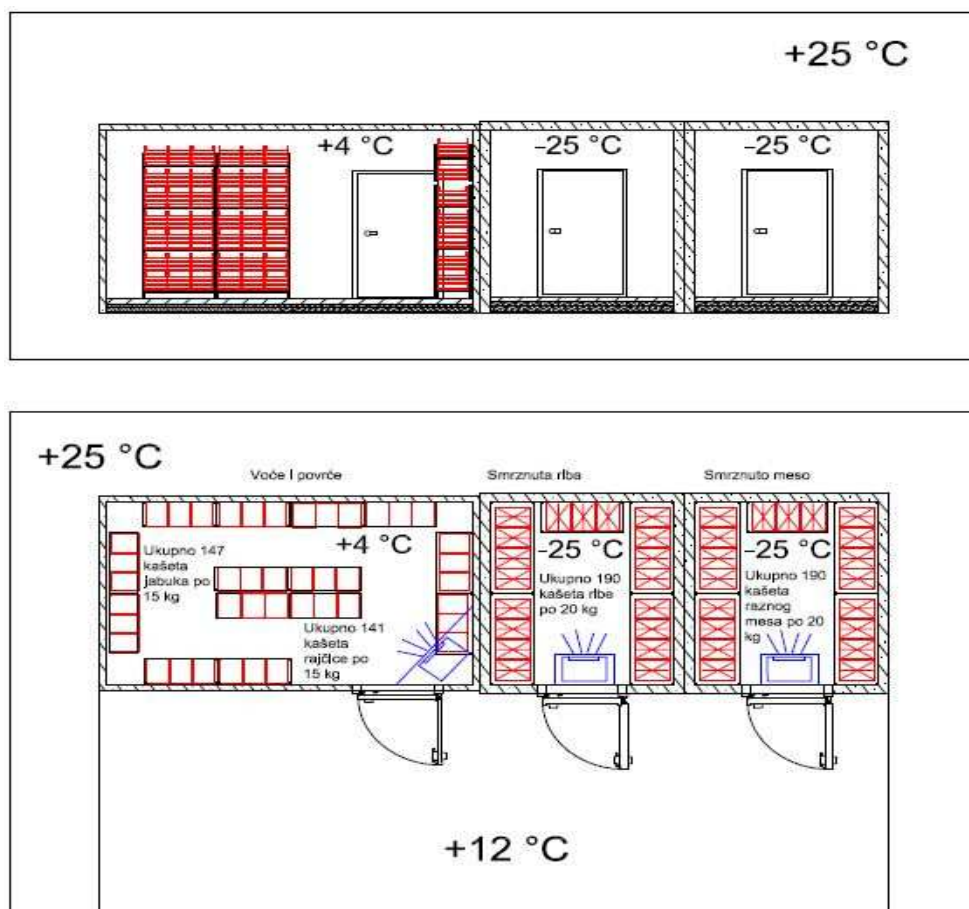 +25 °C
+4 °C
-25 °C
-25 °C
+25 °C
Voće I povrće
Smrznuta rIba
Smrznuto meso
+4 °C
-25 °C
-25 °C
Ukupno 147
kašeta
jabuka po
15 kg
Ukupno 141
kašeta
rajčice po
15 kg
Ukupno 190
kašeta rIbe
po 20 kg
Ukupno 190
kašeta
raznog
mesa po 20
kg
+12 °C